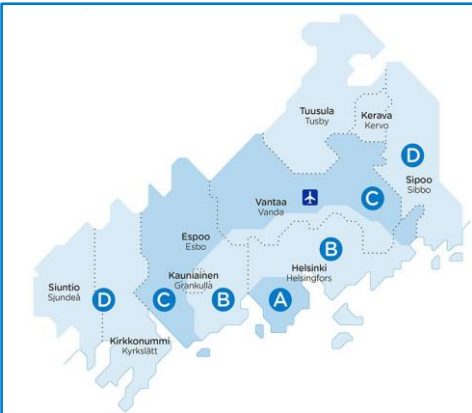 Tuusula
Tusby
Kerava
Kervo
D
Sipoo
Sibbo
Vantaa
Vanda
C
Espoo
Esbo
B
Helsinki
Helsingfors
Kauniainen
Grankulla
Siuntio
Sjundeå
D
C
B
A
Kirkkonummi
Kyrkslätt